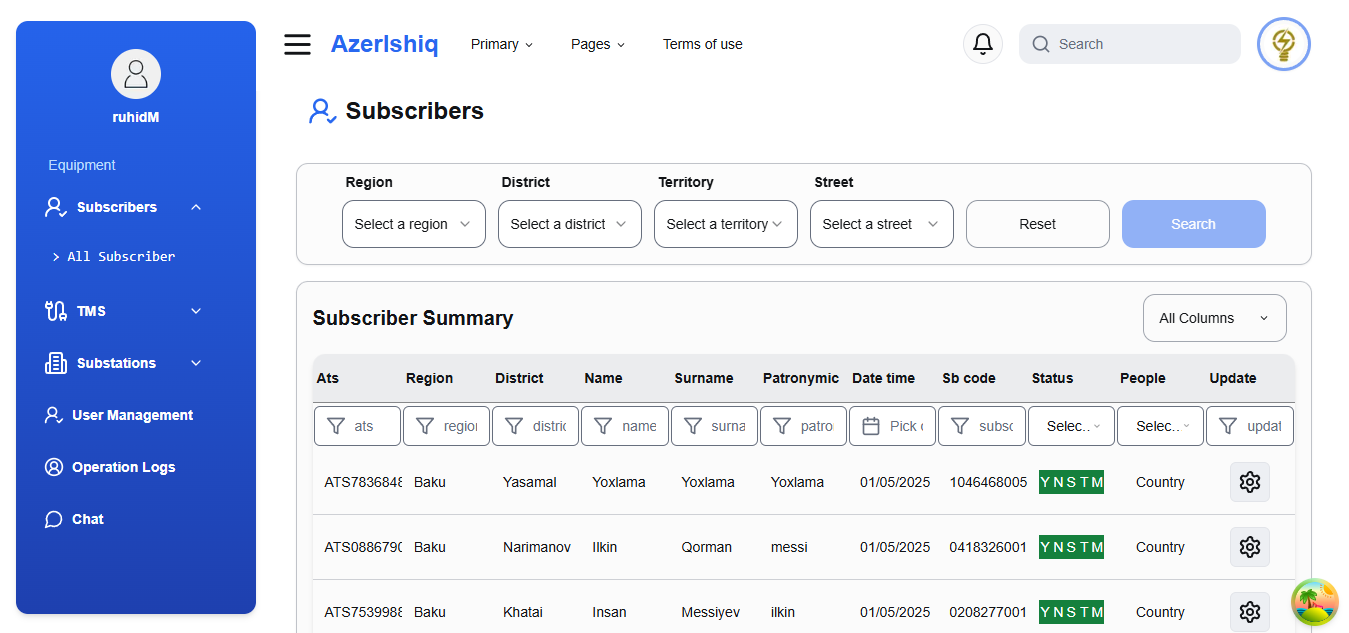 AzerIshiq Primary Pages Terms of use Search
ruhidM
Equipment
Subscribers
All Subscriber
TMS
Substations
User Management
Operation Logs
Chat
Subscribers
Region District Territory Street
Select a region Select a district Select a territory Select a street Reset Search
Subscriber Summary All Columns
Ats Region District Name Surname Patronymic Date time Sb code Status People Update
ats regio distric name surna patro Pick subsc Selec.. Selec.. updat
ATS7836848 Baku Yasamal Yoxlama Yoxlama Yoxlama 01/05/2025 1046468005 Y N S T M Country
ATS0886790 Baku Narimanov Ilkin Qorman messi 01/05/2025 0418326001 Y N S T M Country
ATS7539988 Baku Khatai Insan Messiyev ilkin 01/05/2025 0208277001 Y N S T M Country